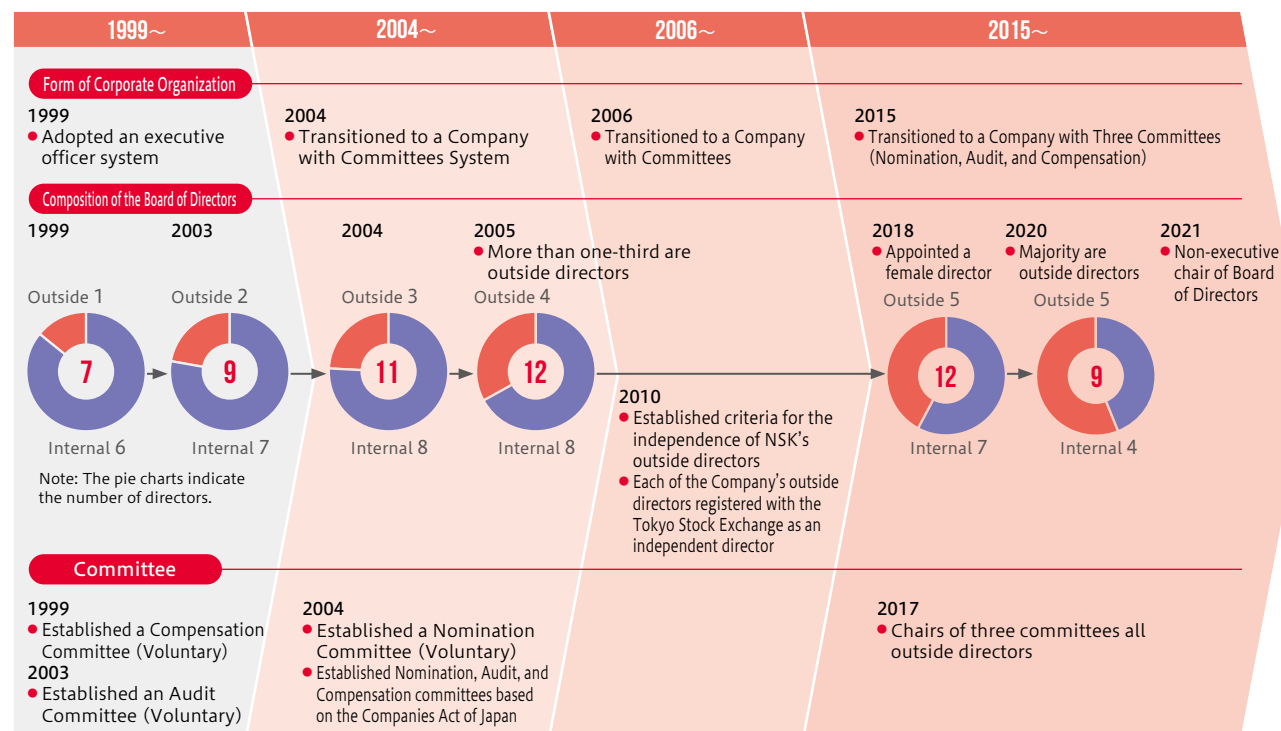 1999～
2004～
2006～
2015～
Form of Corporate Organization
1999
● Adopted an executive
officer system
2004
● Transitioned to a Company
with Committees System
2006
● Transitioned to a Company
with Committees
2015
● Transitioned to a Company with Three Committees
(Nomination, Audit, and Compensation)
Composition of the Board of Directors
1999
Outside 1
7
Internal 6
2003
Outside 2
9
Internal 7
Note: The pie charts indicate
the number of directors.
2004
Outside 3
11
Internal 8
2005
● More than one-third are
outside directors
Outside 4
12
Internal 8
2010
● Established criteria for the
independence of NSK's
outside directors
● Each of the Company's outside
directors registered with the
Tokyo Stock Exchange as an
independent director
2018
● Appointed a
female director
Outside 5
12
Internal 7
2020
● Majority are
outside directors
Outside 5
9
Internal 4
2021
● Non-executive
chair of Board
of Directors
Committee
1999
● Established a Compensation
Committee (Voluntary)
2003
● Established an Audit
Committee (Voluntary)
2004
● Established a Nomination
Committee (Voluntary)
● Established Nomination, Audit, and
Compensation committees based
on the Companies Act of Japan
2017
● Chairs of three committees all
outside directors